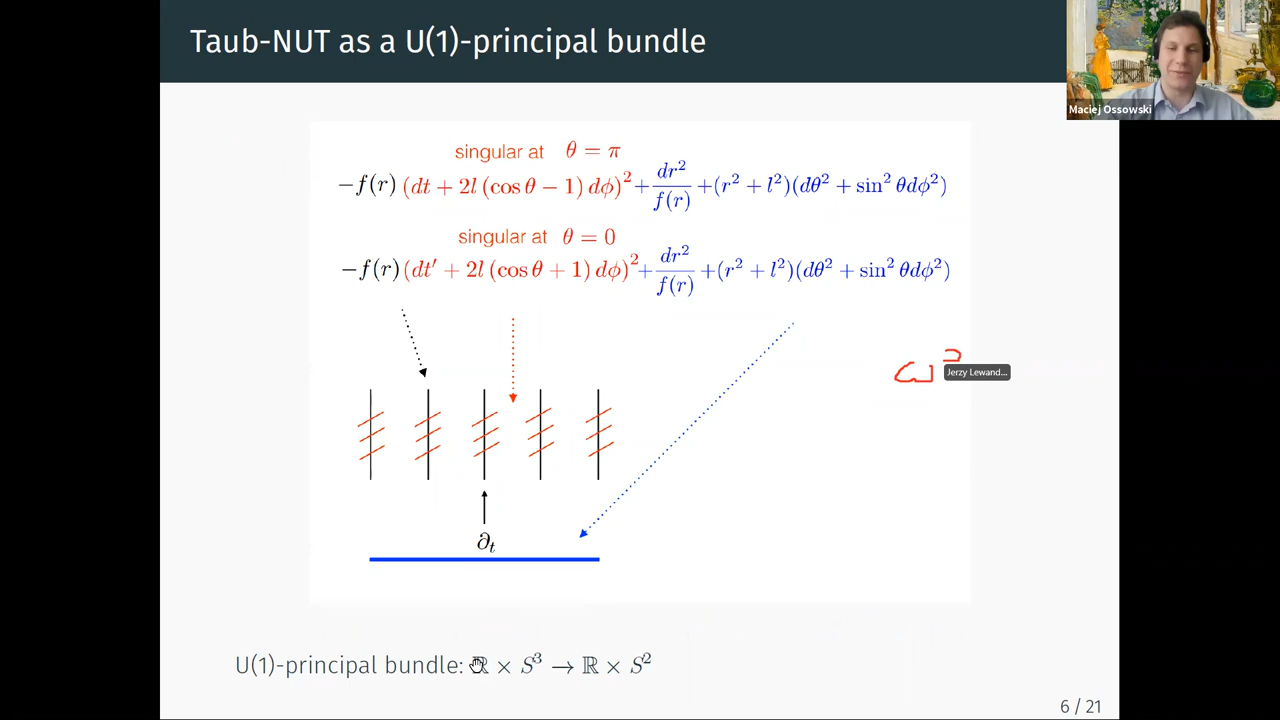 Taub-NUT as a U(1)-principal bundle
Maciej Ossowski
singular at θ = π
−f(r) (dt + 2l (cos θ − 1) dϕ)² + dr²/f(r) + (r² + l²)(dθ² + sin² θdϕ²)
singular at θ = 0
−f(r) (dt′ + 2l (cos θ + 1) dϕ)² + dr²/f(r) + (r² + l²)(dθ² + sin² θdϕ²)
Jerzy Lewand...
∂ₜ
U(1)-principal bundle: ℝ × S³ → ℝ × S²
6 / 21